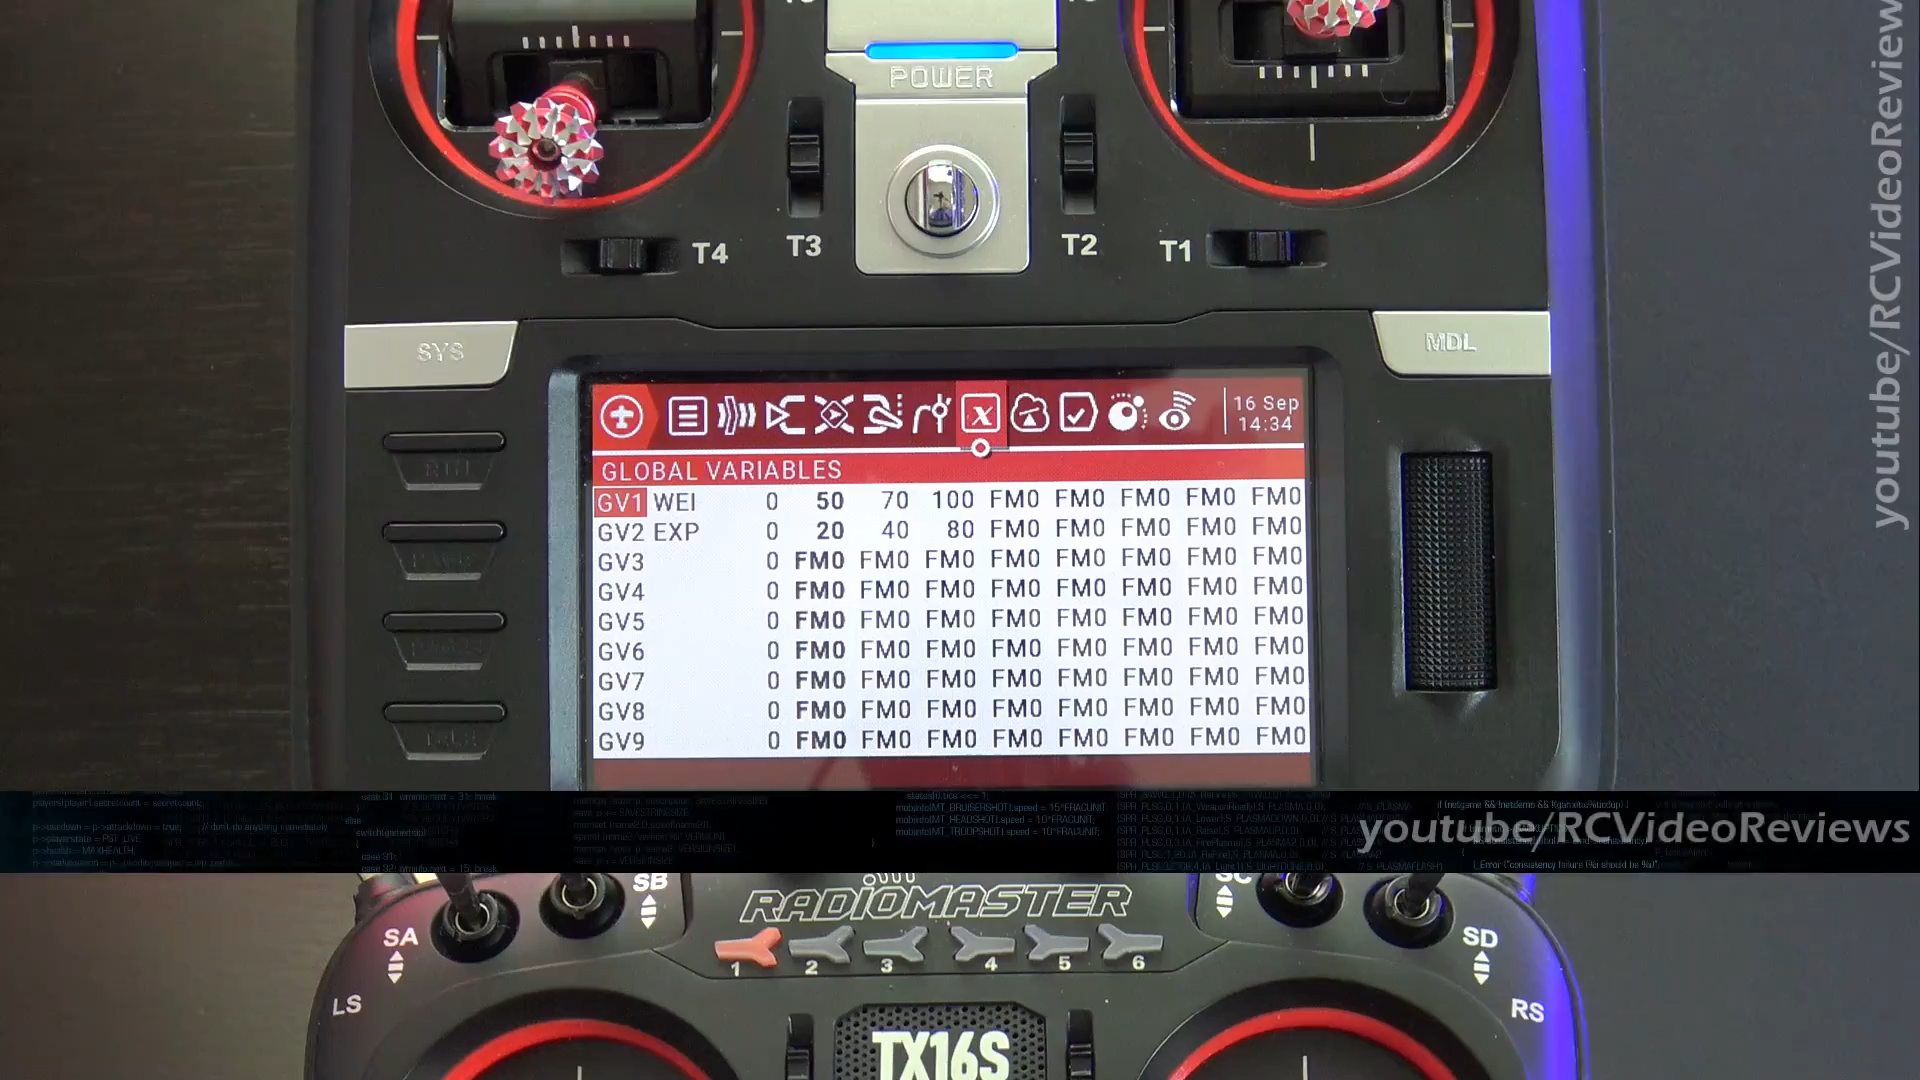 POWER
T4
T3
T2
T1
SYS
MDL
16 Sep
14:34
GLOBAL VARIABLES
GV1 WEI 0 50 70 100 FM0 FM0 FM0 FM0 FM0
GV2 EXP 0 20 40 80 FM0 FM0 FM0 FM0 FM0
GV3 0 FM0 FM0 FM0 FM0 FM0 FM0 FM0 FM0
GV4 0 FM0 FM0 FM0 FM0 FM0 FM0 FM0 FM0
GV5 0 FM0 FM0 FM0 FM0 FM0 FM0 FM0 FM0
GV6 0 FM0 FM0 FM0 FM0 FM0 FM0 FM0 FM0
GV7 0 FM0 FM0 FM0 FM0 FM0 FM0 FM0 FM0
GV8 0 FM0 FM0 FM0 FM0 FM0 FM0 FM0 FM0
GV9 0 FM0 FM0 FM0 FM0 FM0 FM0 FM0 FM0
youtube/RCVideoReview
youtube/RCVideoReviews
SA
SB
RADIOMASTER
SC
SD
1 2 3 4 5 6
LS
RS
TX16S